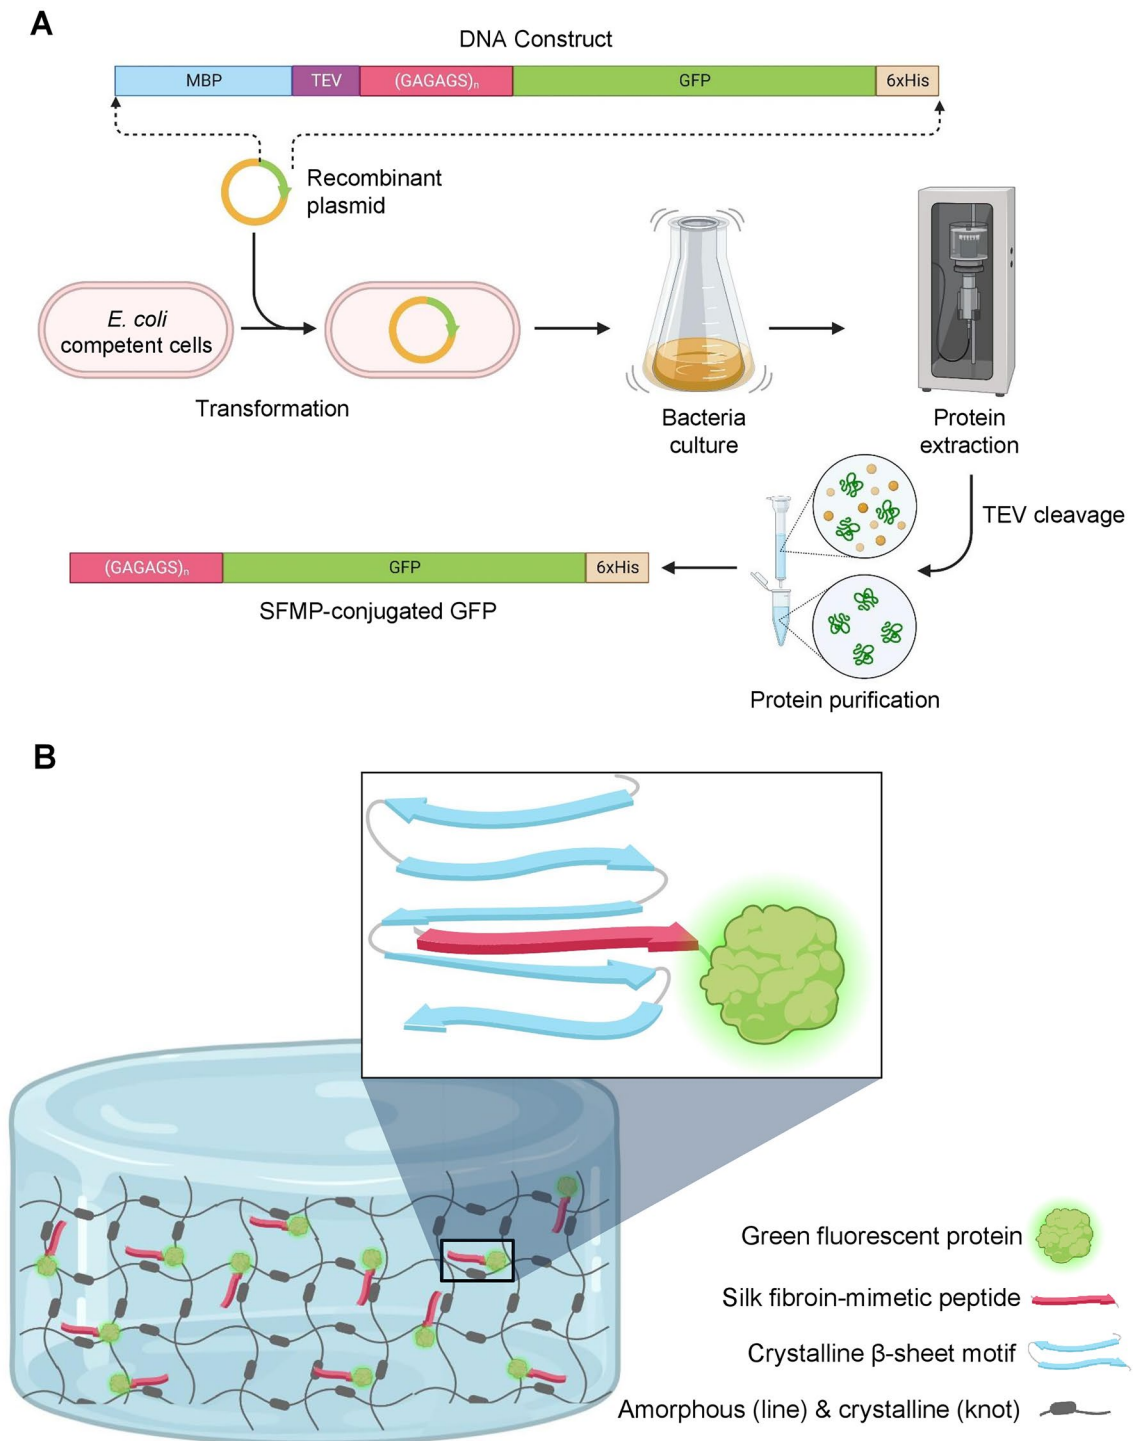 A
DNA Construct
MBP TEV (GAGAGS)n GFP 6xHis
Recombinant
plasmid
E. coli
competent cells
Transformation
Bacteria
culture
Protein
extraction
TEV cleavage
(GAGAGS)n GFP 6xHis
SFMP-conjugated GFP
Protein purification
B
Green fluorescent protein
Silk fibroin-mimetic peptide
Crystalline β-sheet motif
Amorphous (line) & crystalline (knot)